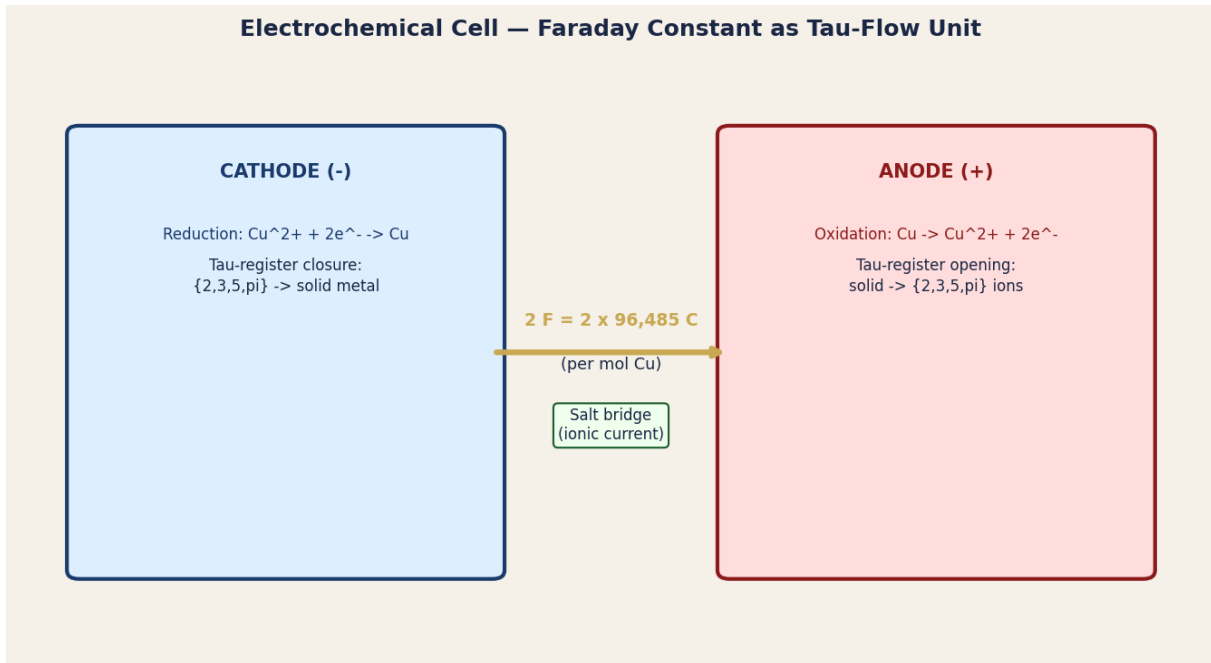 Electrochemical Cell — Faraday Constant as Tau-Flow Unit
CATHODE (-)
Reduction: Cu^2+ + 2e^- -> Cu
Tau-register closure:
{2,3,5,pi} -> solid metal
2 F = 2 x 96,485 C
(per mol Cu)
Salt bridge
(ionic current)
ANODE (+)
Oxidation: Cu -> Cu^2+ + 2e^-
Tau-register opening:
solid -> {2,3,5,pi} ions